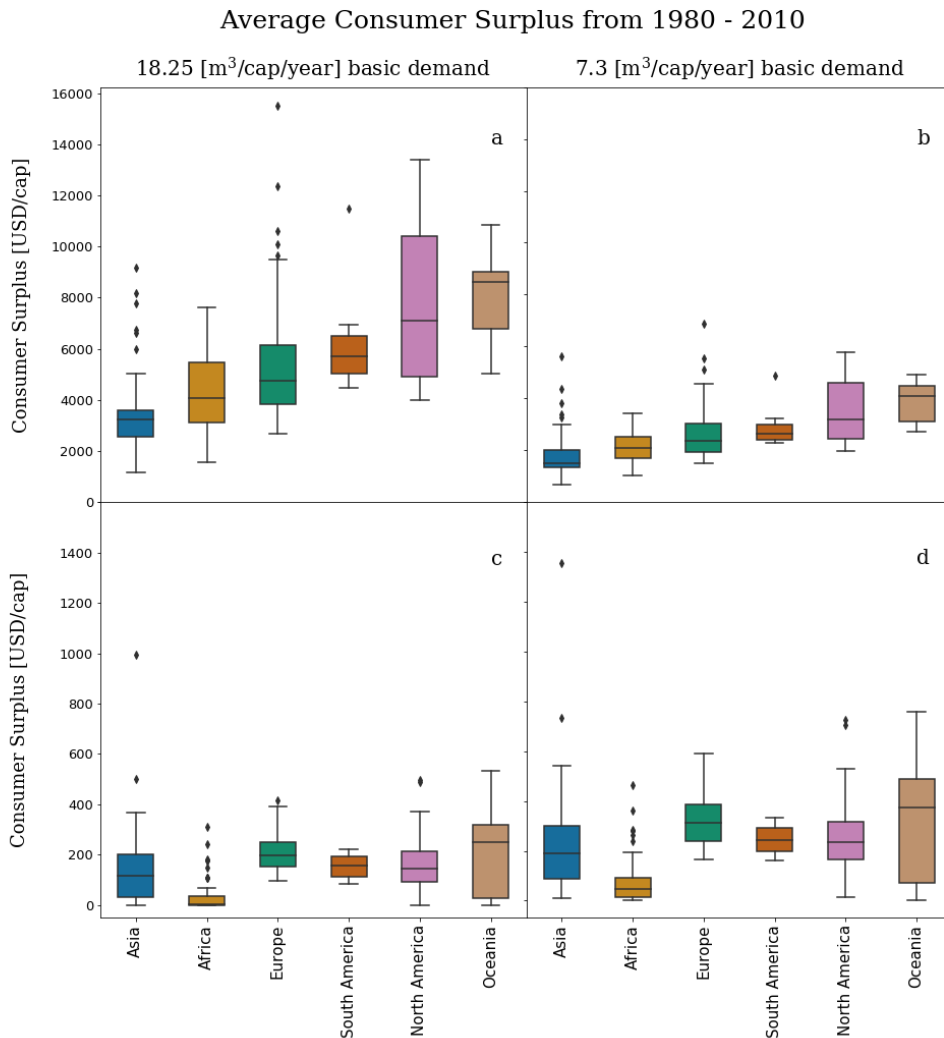 Average Consumer Surplus from 1980 - 2010
18.25 [m³/cap/year] basic demand
7.3 [m³/cap/year] basic demand
Consumer Surplus [USD/cap]
16000
14000
12000
10000
8000
6000
4000
2000
0
a
b
Consumer Surplus [USD/cap]
1400
1200
1000
800
600
400
200
0
c
d
Asia
Africa
Europe
South America
North America
Oceania
Asia
Africa
Europe
South America
North America
Oceania